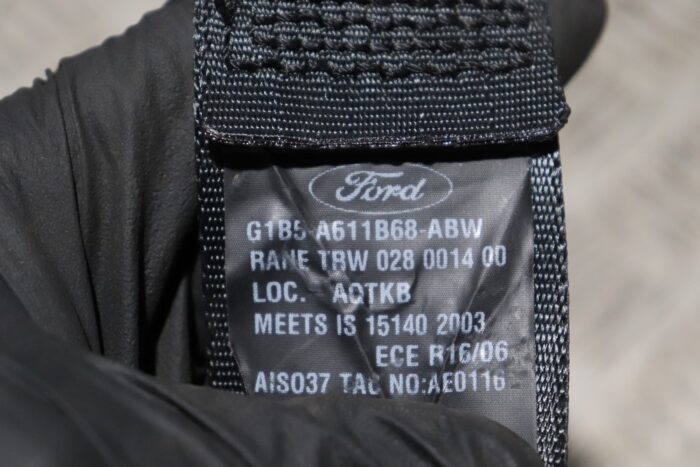 Ford
G1B5-A611B68-ABW
RANE TRW 028 0014 00
LOC. AOTKB
MEETS IS 15140 2003
ECE R16/06
AIS037 TAC NO:AE0116